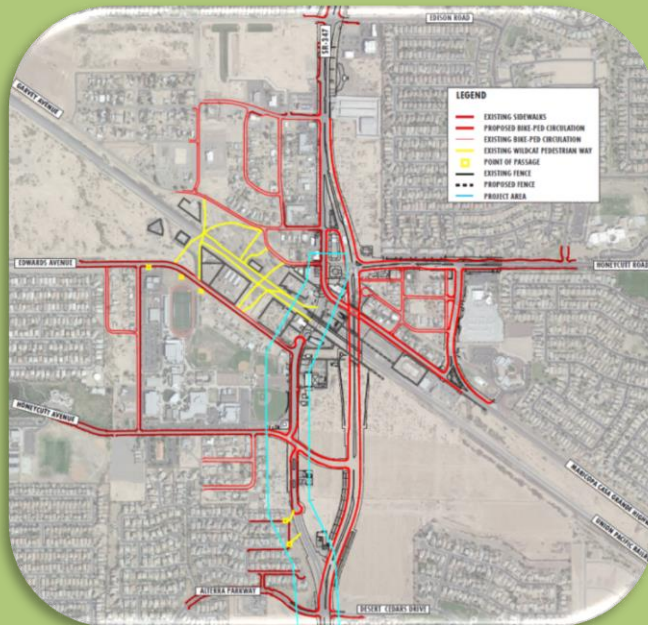 EDISON ROAD
SR-347
GARVEY AVENUE
LEGEND
EXISTING SIDEWALKS
PROPOSED BIKE-PED CIRCULATION
EXISTING BIKE-PED CIRCULATION
EXISTING WILDCAT PEDESTRIAN WAY
POINT OF PASSAGE
EXISTING FENCE
PROPOSED FENCE
PROJECT AREA
EDWARDS AVENUE
HONEYCUTT ROAD
HONEYCUTT AVENUE
MARICOPA CASA GRANDE HIGHW
UNION PACIFIC RAILR
ALTERRA PARKWAY
DESERT CEDARS DRIVE